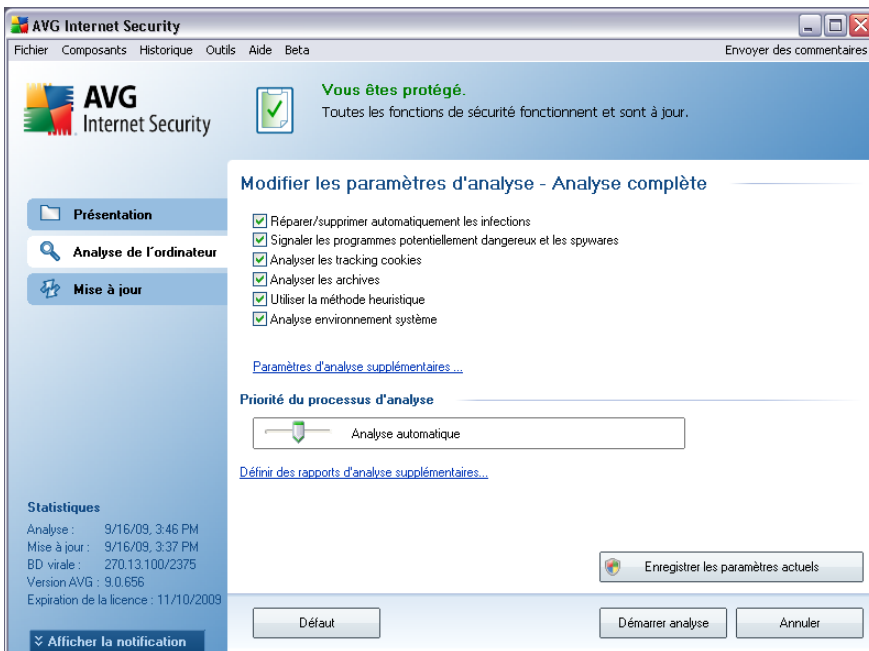 AVG Internet Security
Fichier Composants Historique Outils Aide Beta Envoyer des commentaires
AVG
Internet Security
Vous êtes protégé.
Toutes les fonctions de sécurité fonctionnent et sont à jour.
Présentation
Analyse de l'ordinateur
Mise à jour
Modifier les paramètres d'analyse - Analyse complète
Réparer/supprimer automatiquement les infections
Signaler les programmes potentiellement dangereux et les spywares
Analyser les tracking cookies
Analyser les archives
Utiliser la méthode heuristique
Analyse environnement système
Paramètres d'analyse supplémentaires ...
Priorité du processus d'analyse
Analyse automatique
Définir des rapports d'analyse supplémentaires...
Statistiques
Analyse : 9/16/09, 3:46 PM
Mise à jour : 9/16/09, 3:37 PM
BD virale : 270.13.100/2375
Version AVG : 9.0.656
Expiration de la licence : 11/10/2009
Afficher la notification
Enregistrer les paramètres actuels
Défaut
Démarrer analyse
Annuler